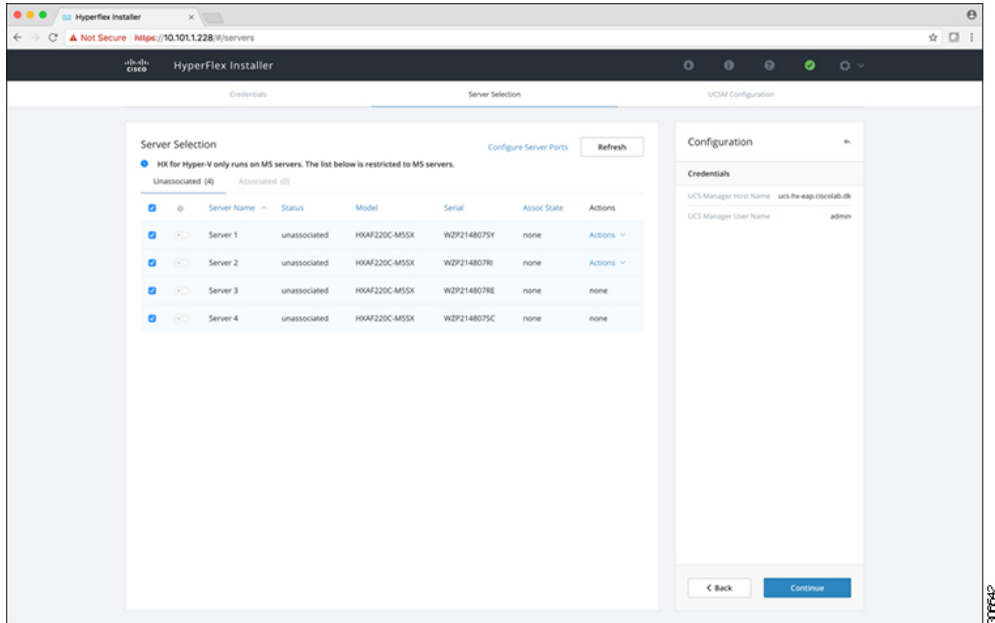 Hyperflex Installer
Not Secure https://10.101.1.228/#/servers
CISCO HyperFlex Installer
Credentials Server Selection UCSM Configuration
Server Selection Configure Server Ports Refresh
HX for Hyper-V only runs on M5 servers. The list below is restricted to M5 servers.
Unassociated (4) Associated (0)
Server Name Status Model Serial Assoc State Actions
Server 1 unassociated HXAF220C-M5SX WZP214807SY none Actions
Server 2 unassociated HXAF220C-M5SX WZP214807RI none Actions
Server 3 unassociated HXAF220C-M5SX WZP214807RE none none
Server 4 unassociated HXAF220C-M5SX WZP214807SC none none
Configuration
Credentials
UCS Manager Host Name ucs-hx-eap.ciscolab.dk
UCS Manager User Name admin
< Back Continue
306642